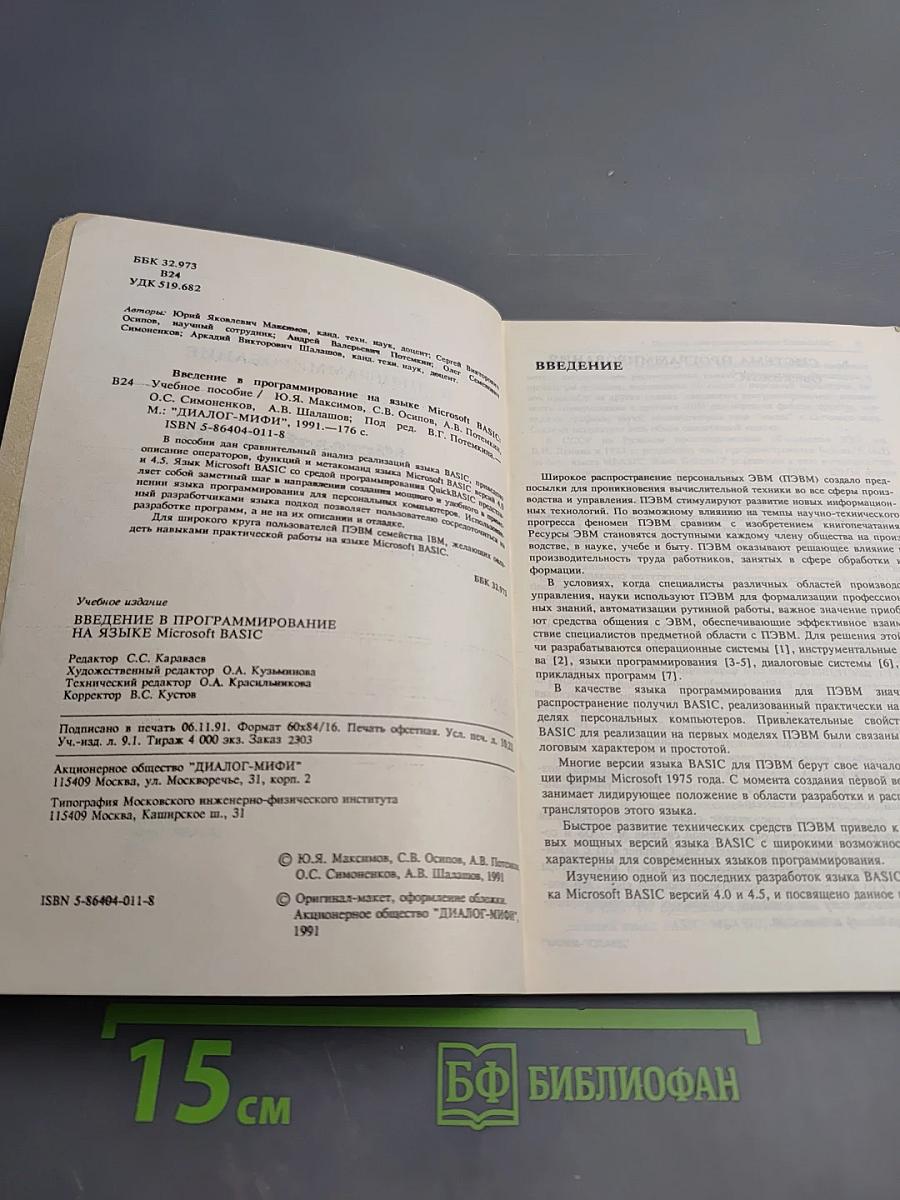 ББК 32.973
В24
УДК 519.682
Авторы: Юрий Яковлевич Максимов, канд. техн. наук, доцент; Сергей Викторович
Осипов, научный сотрудник; Андрей Валерьевич Потемкин; Олег Семенович
Симоненков; Аркадий Викторович Шалашов, канд. техн. наук, доцент.
Введение в программирование на языке Microsoft BASIC:
В24 Учебное пособие / Ю.Я. Максимов, С.В. Осипов, А.В. Потемкин,
О.С. Симоненков, А.В. Шалашов; Под ред. В.Г. Потемкина.—
М.: "ДИАЛОГ-МИФИ", 1991.—176 с.
ISBN 5-86404-011-8
В пособии дан сравнительный анализ реализаций языка BASIC, приведено
описание операторов, функций и метакоманд языка Microsoft BASIC версий 4.0
и 4.5. Язык Microsoft BASIC со средой программирования QuickBASIC представ-
ляет собой заметный шаг в направлении создания мощного и удобного в приме-
нении языка программирования для персональных компьютеров. Использован-
ный разработчиками языка подход позволяет пользователю сосредоточиться на
разработке программ, а не на их описании и отладке.
Для широкого круга пользователей ПЭВМ семейства IBM, желающих овла-
деть навыками практической работы на языке Microsoft BASIC.
ББК 32.973
Учебное издание
ВВЕДЕНИЕ В ПРОГРАММИРОВАНИЕ
НА ЯЗЫКЕ Microsoft BASIC
Редактор С.С. Караваев
Художественный редактор О.А. Кузьминова
Технический редактор О.А. Красильникова
Корректор В.С. Кустов
Подписано в печать 06.11.91. Формат 60x84/16. Печать офсетная. Усл. печ. л. 10,23
Уч.-изд. л. 9.1. Тираж 4 000 экз. Заказ 2303
Акционерное общество "ДИАЛОГ-МИФИ"
115409 Москва, ул. Москворечье, 31, корп. 2
Типография Московского инженерно-физического института
115409 Москва, Каширское ш., 31
© Ю.Я. Максимов, С.В. Осипов, А.В. Потемкин
О.С. Симоненков, А.В. Шалашов, 1991
ISBN 5-86404-011-8
© Оригинал-макет, оформление обложки.
Акционерное общество "ДИАЛОГ-МИФИ",
1991
ВВЕДЕНИЕ
Широкое распространение персональных ЭВМ (ПЭВМ) создало пред-
посылки для проникновения вычислительной техники во все сферы произ-
водства и управления. ПЭВМ стимулируют развитие новых информацион-
ных технологий. По возможному влиянию на темпы научно-технического
прогресса феномен ПЭВМ сравним с изобретением книгопечатания
Ресурсы ЭВМ становятся доступными каждому члену общества на произ
водстве, в науке, учебе и быту. ПЭВМ оказывают решающее влияние
производительность труда работников, занятых в сфере обработки и
формации.
В условиях, когда специалисты различных областей производс
управления, науки используют ПЭВМ для формализации профессион
ных знаний, автоматизации рутинной работы, важное значение приоб
ют средства общения с ЭВМ, обеспечивающие эффективное взаим
ствие специалистов предметной области с ПЭВМ. Для решения этой
чи разрабатываются операционные системы [1], инструментальные
ва [2], языки программирования [3-5], диалоговые системы [6],
прикладных программ [7].
В качестве языка программирования для ПЭВМ знач
распространение получил BASIC, реализованный практически на
делях персональных компьютеров. Привлекательные свойст
BASIC для реализации на первых моделях ПЭВМ были связаны
логовым характером и простотой.
Многие версии языка BASIC для ПЭВМ берут свое начало
ции фирмы Microsoft 1975 года. С момента создания первой ве
занимает лидирующее положение в области разработки и расп
трансляторов этого языка.
Быстрое развитие технических средств ПЭВМ привело к
вых мощных версий языка BASIC с широкими возможнос
характерны для современных языков программирования.
Изучению одной из последних разработок языка BASIC
ка Microsoft BASIC версий 4.0 и 4.5, и посвящено данное
15 см
БФ БИБЛИОФАН